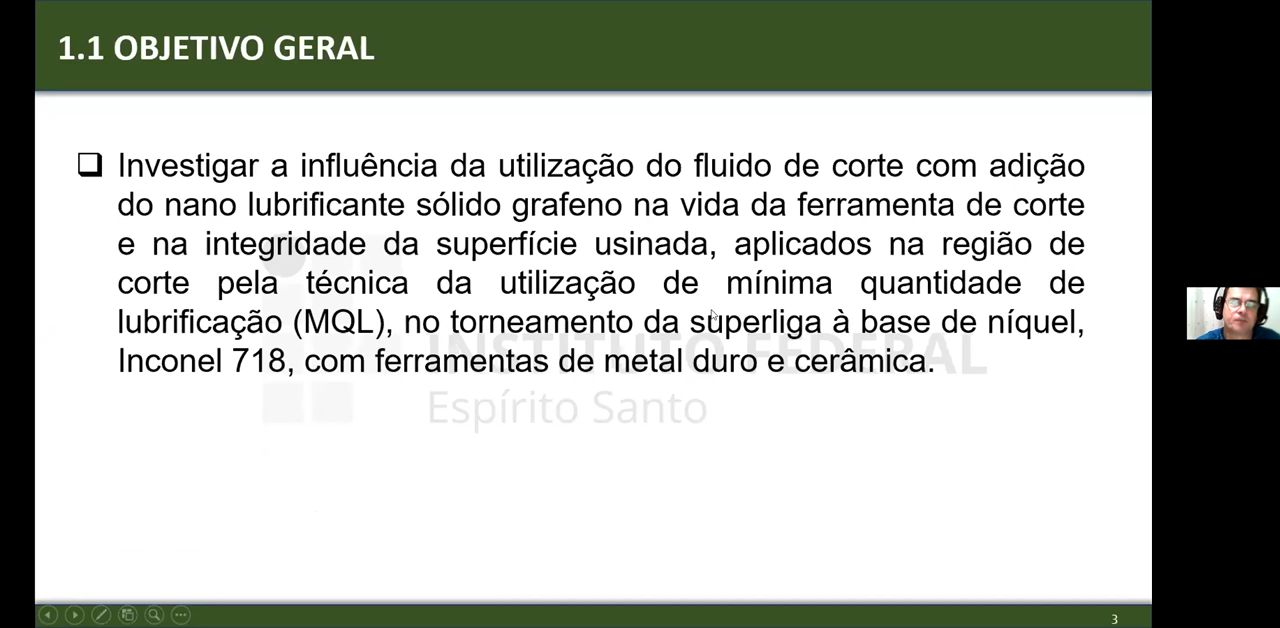 1.1 OBJETIVO GERAL
Investigar a influência da utilização do fluido de corte com adição
do nano lubrificante sólido grafeno na vida da ferramenta de corte
e na integridade da superfície usinada, aplicados na região de
corte pela técnica da utilização de mínima quantidade de
lubrificação (MQL), no torneamento da superliga à base de níquel,
Inconel 718, com ferramentas de metal duro e cerâmica.
INSTITUTO FEDERAL
Espírito Santo
3